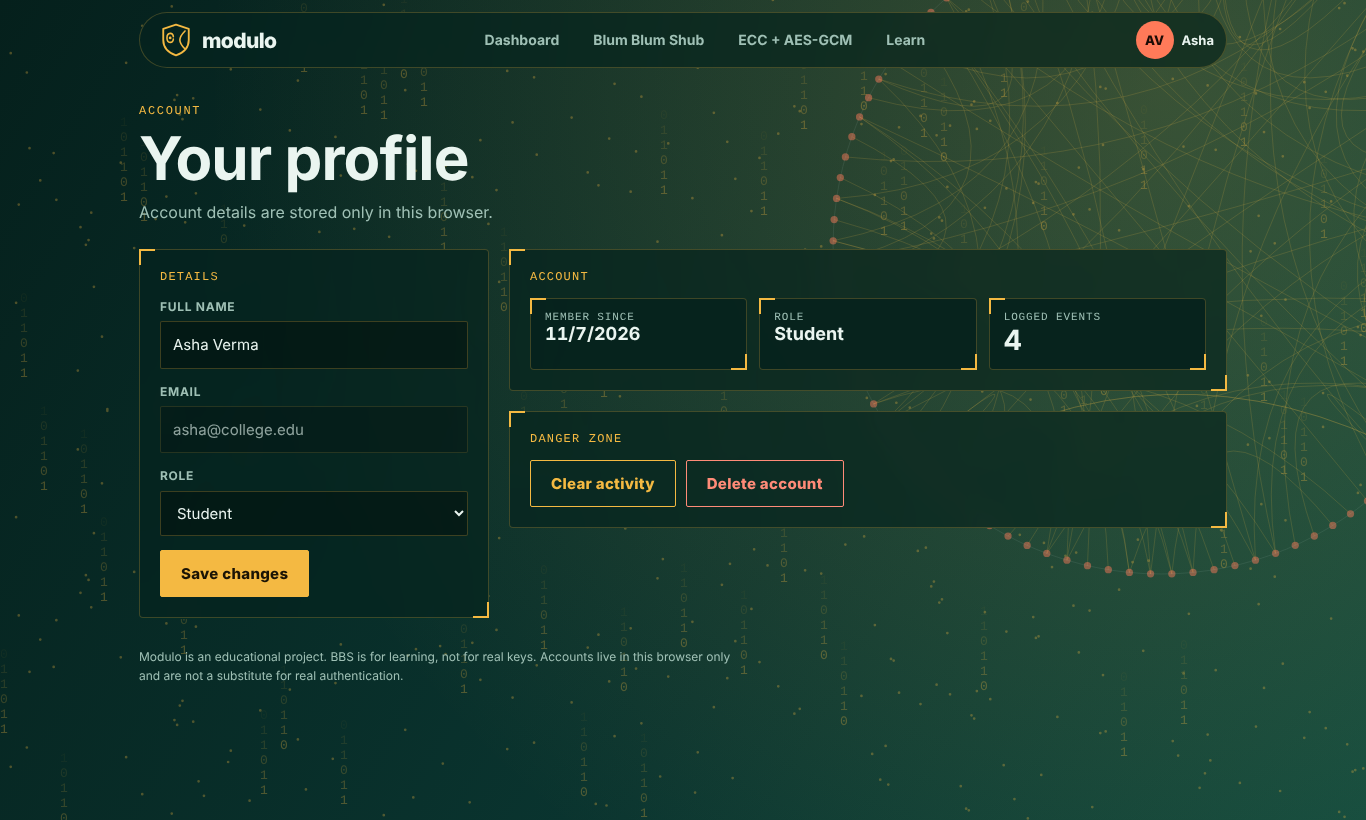 modulo
Dashboard Blum Blum Shub ECC + AES-GCM Learn
AV Asha
ACCOUNT
Your profile
Account details are stored only in this browser.
DETAILS
FULL NAME
Asha Verma
EMAIL
asha@college.edu
ROLE
Student
Save changes
ACCOUNT
MEMBER SINCE
11/7/2026
ROLE
Student
LOGGED EVENTS
4
DANGER ZONE
Clear activity Delete account
Modulo is an educational project. BBS is for learning, not for real keys. Accounts live in this browser only
and are not a substitute for real authentication.